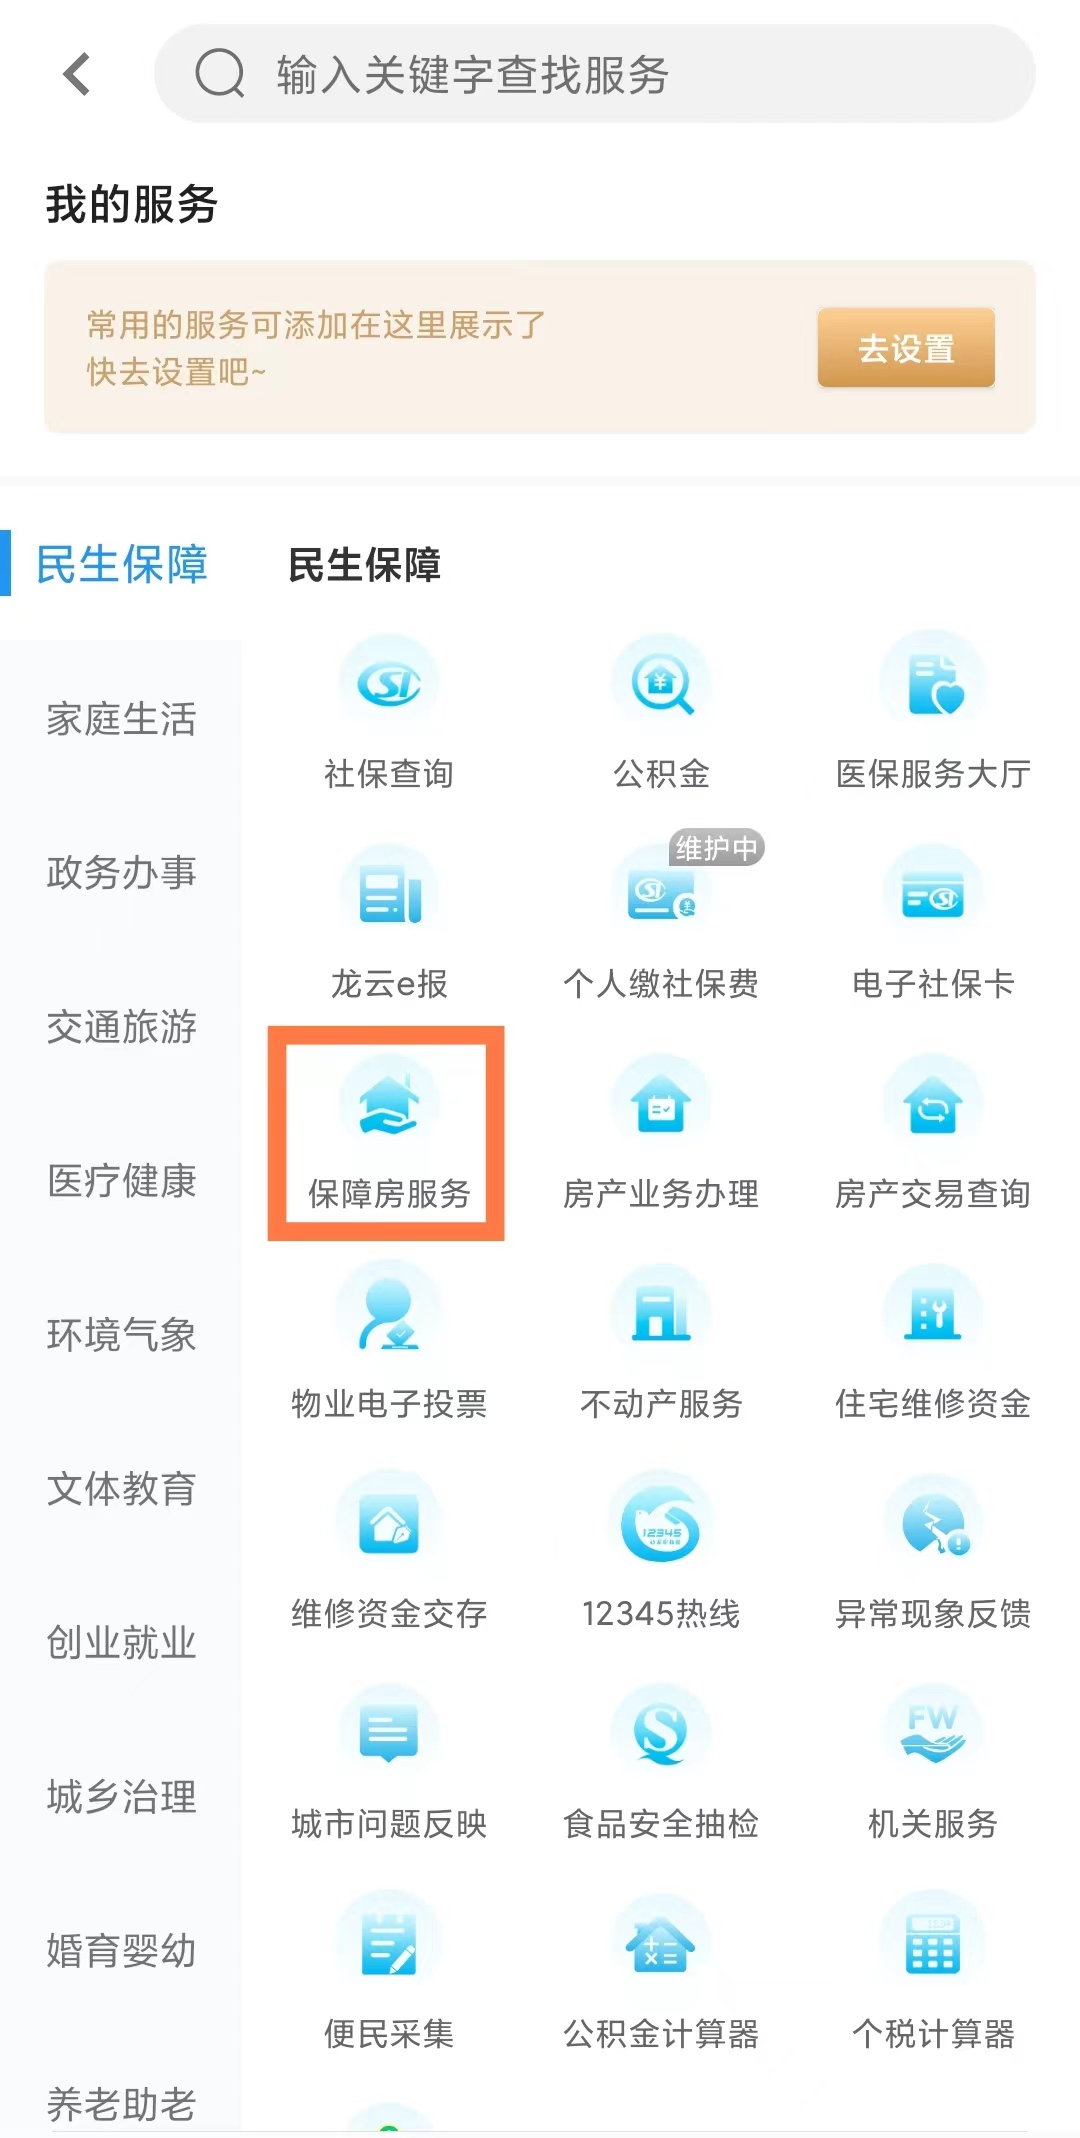 输入关键字查找服务
我的服务
常用的服务可添加在这里展示了
快去设置吧~
去设置
民生保障
家庭生活
政务办事
交通旅游
医疗健康
环境气象
文体教育
创业就业
城乡治理
婚育婴幼
养老助老
民生保障
社保查询
公积金
医保服务大厅
龙云e报
维护中
个人缴社保费
电子社保卡
保障房服务
房产业务办理
房产交易查询
物业电子投票
不动产服务
住宅维修资金
维修资金交存
12345
12345热线
异常现象反馈
城市问题反映
食品安全抽检
FW
机关服务
便民采集
公积金计算器
1234
个税计算器